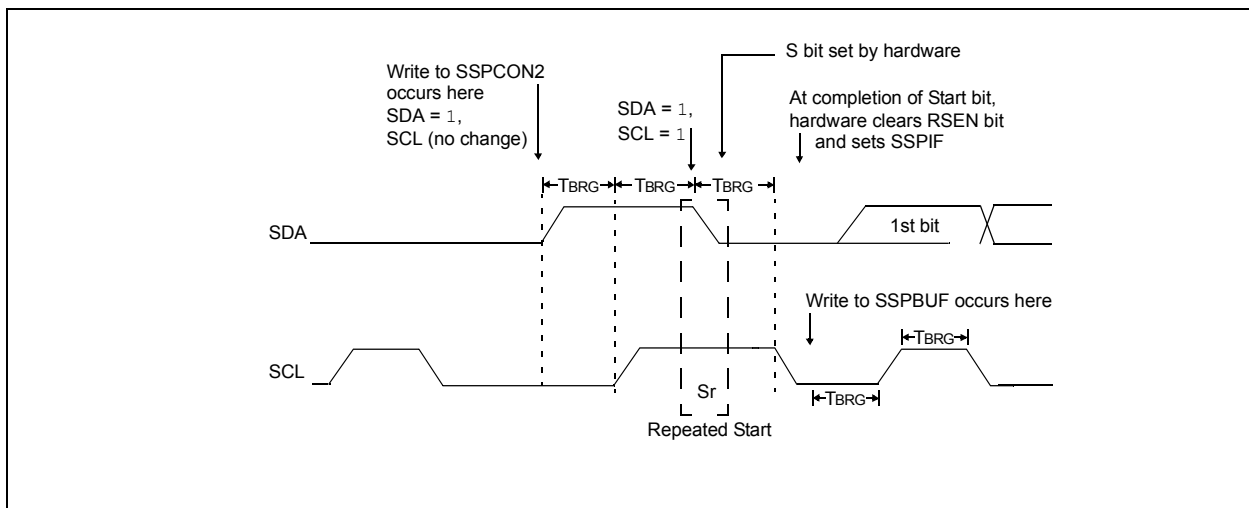 S bit set by hardware
Write to SSPCON2
occurs here
SDA = 1,
SCL (no change)
SDA = 1,
SCL = 1
At completion of Start bit,
hardware clears RSEN bit
and sets SSPIF
TBRG TBRG TBRG
SDA
1st bit
Write to SSPBUF occurs here
TBRG
SCL
Sr
TBRG
Repeated Start